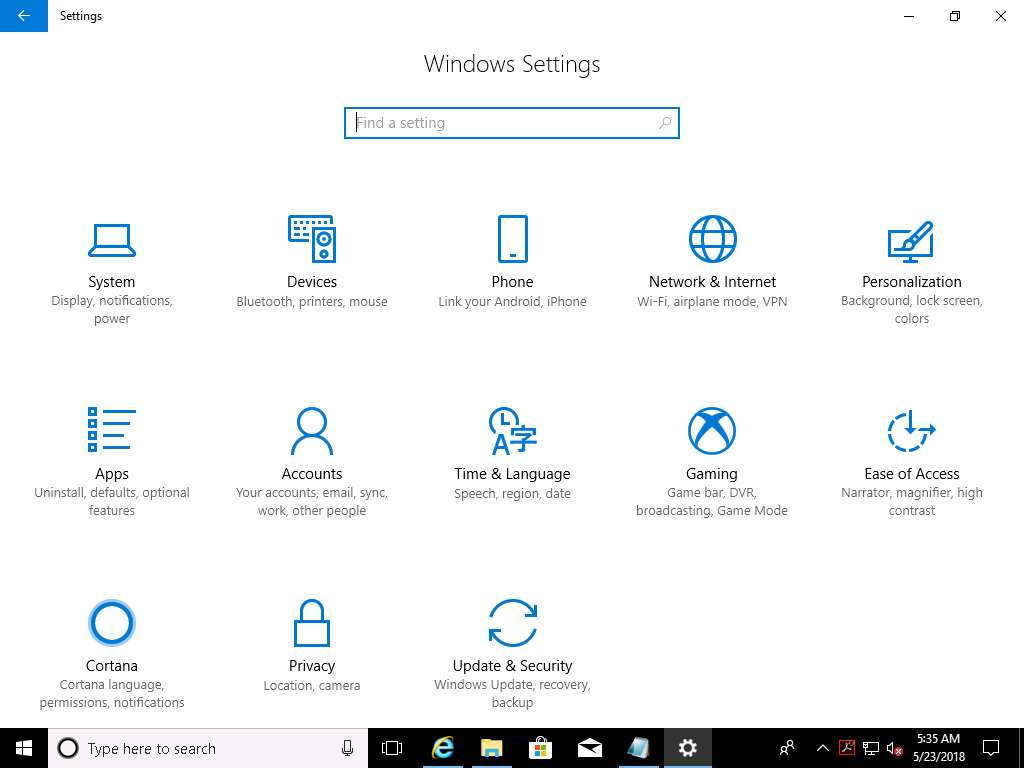 Settings
Windows Settings
Find a setting
System
Display, notifications,
power
Devices
Bluetooth, printers, mouse
Phone
Link your Android, iPhone
Network & Internet
Wi-Fi, airplane mode, VPN
Personalization
Background, lock screen,
colors
Apps
Uninstall, defaults, optional
features
Accounts
Your accounts, email, sync,
work, other people
Time & Language
Speech, region, date
Gaming
Game bar, DVR,
broadcasting, Game Mode
Ease of Access
Narrator, magnifier, high
contrast
Cortana
Cortana language,
permissions, notifications
Privacy
Location, camera
Update & Security
Windows Update, recovery,
backup
Type here to search
5:35 AM
5/23/2018